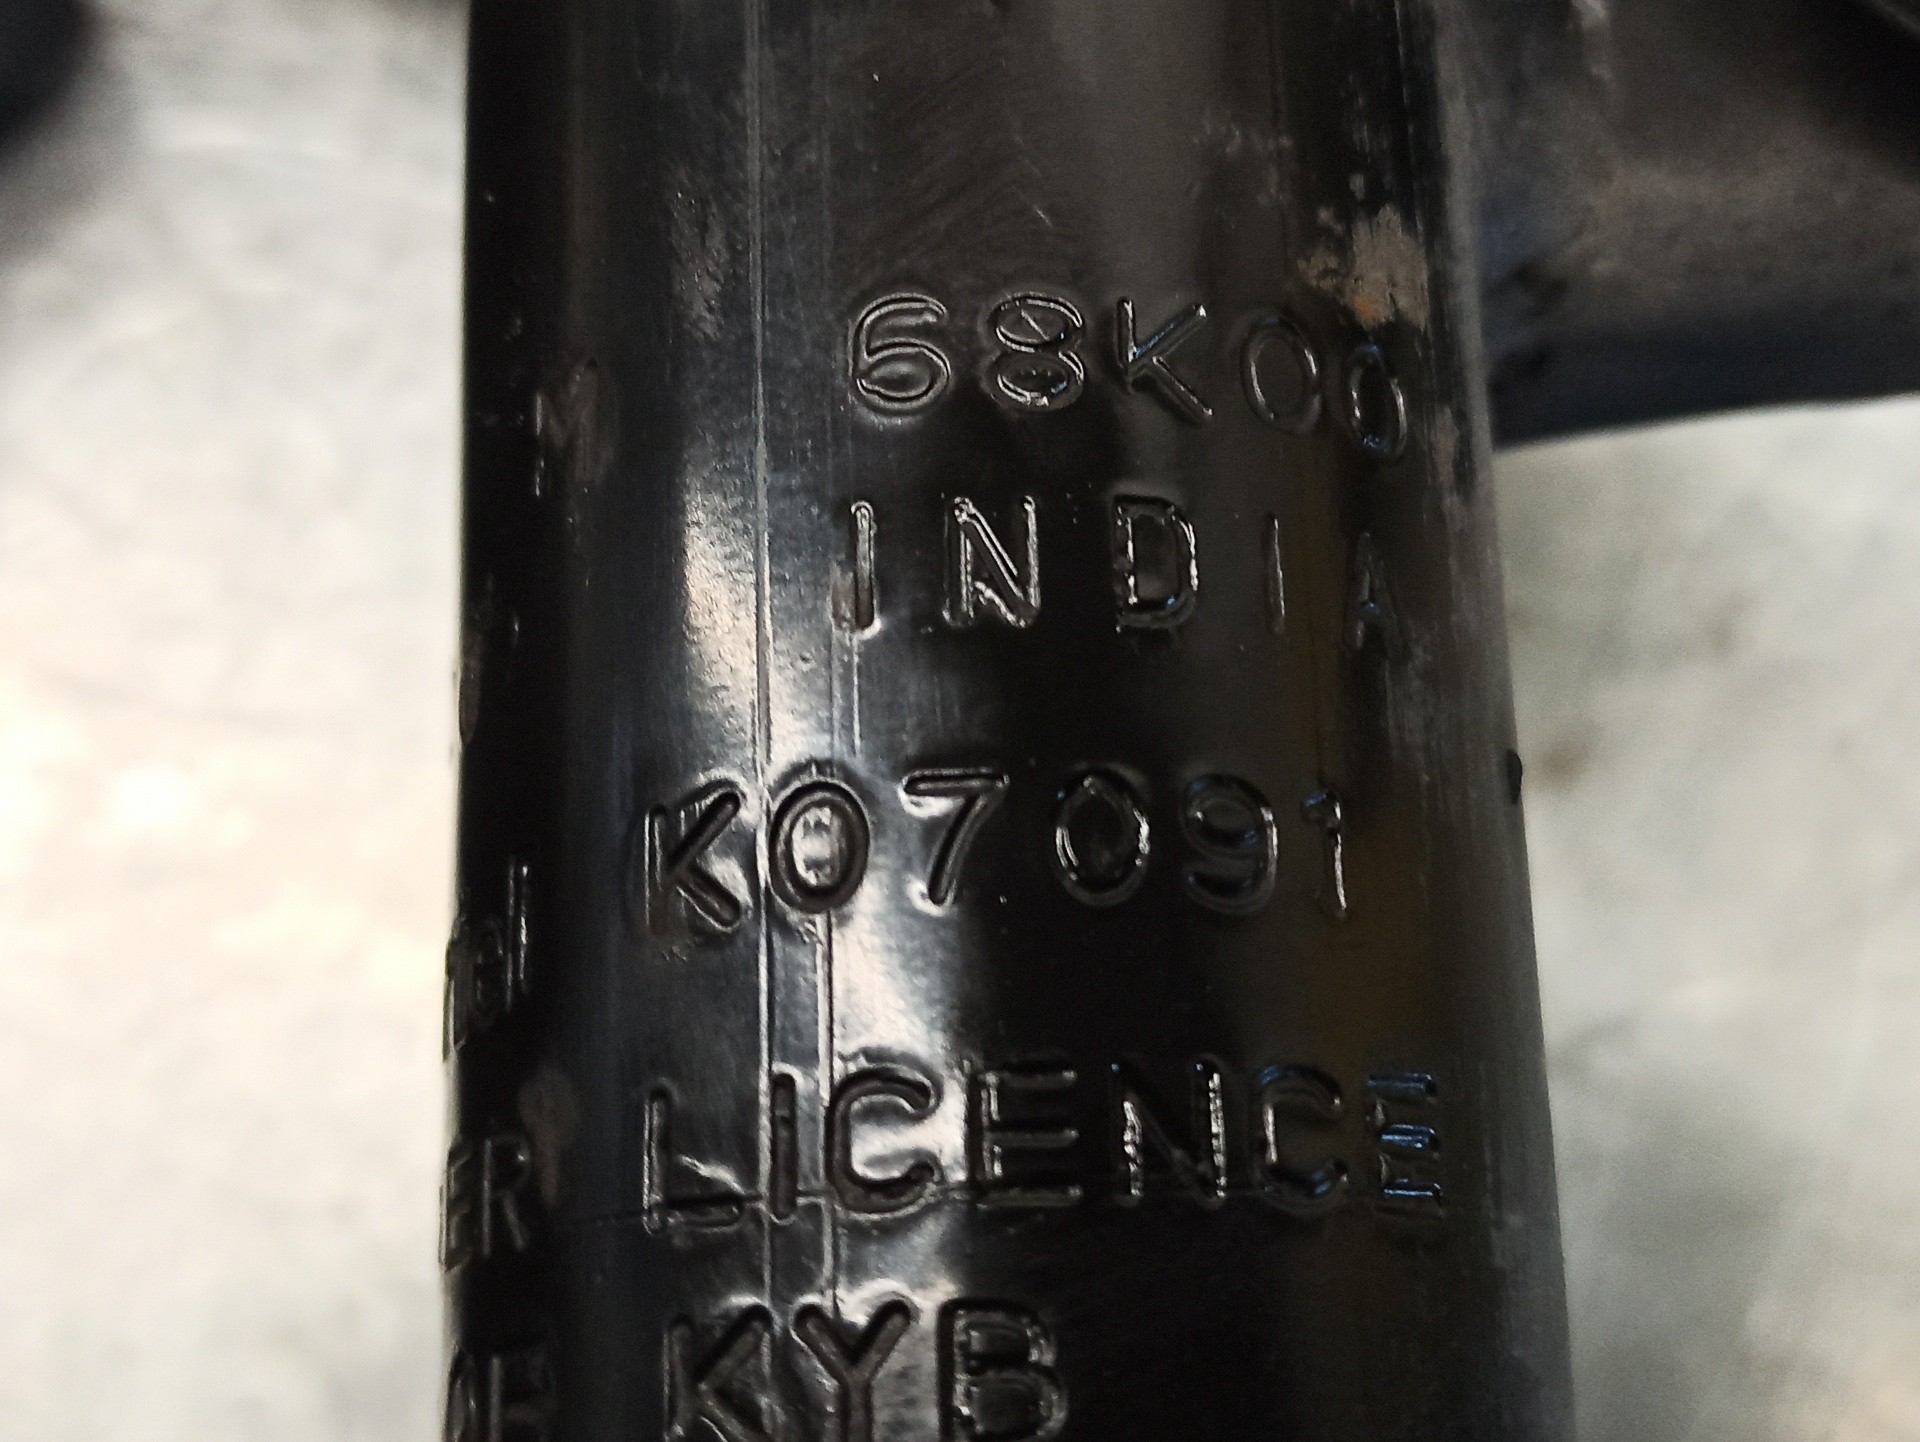 68K00
INDIA
K07091
LICENCE
KYB